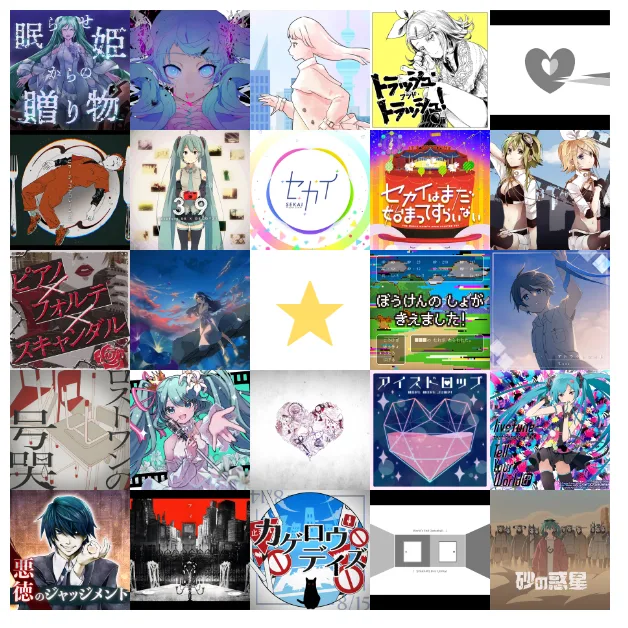 眠らせ姫
からの
贈り物
トラッシュ・
アンド・
トラッシュ!
39
セカイ
SEKAI
セカイはまだ
始まってすらいない
ピアノ
×
フォルテ
×
スキャンダル
ぼうけんの しょが
きえました!
ロストワンの
号哭
アイスドロップ
livetune
Tell
Your
World
悪徳
のジャッジメント
カゲロウ
デイズ
8/15
砂の惑星